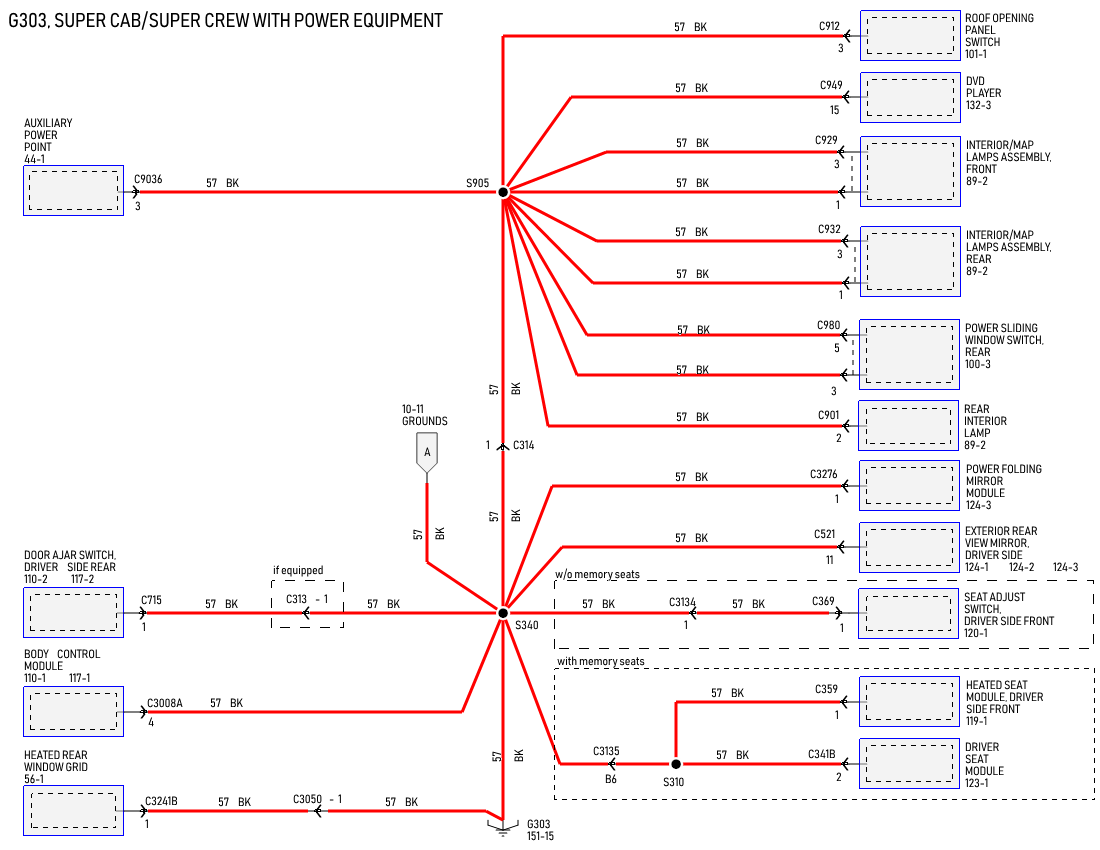 G303, SUPER CAB/SUPER CREW WITH POWER EQUIPMENT
57 BK
C912
3
ROOF OPENING
PANEL
SWITCH
101-1
57 BK
C949
15
DVD
PLAYER
132-3
AUXILIARY
POWER
POINT
44-1
C9036
3
57 BK
S905
57 BK
C929
3
57 BK
1
INTERIOR/MAP
LAMPS ASSEMBLY,
FRONT
89-2
57 BK
C932
3
57 BK
1
INTERIOR/MAP
LAMPS ASSEMBLY,
REAR
89-2
57 BK
C980
5
57 BK
3
POWER SLIDING
WINDOW SWITCH,
REAR
100-3
57 BK
57 BK
C901
2
REAR
INTERIOR
LAMP
89-2
10-11
GROUNDS
A
1 C314
57 BK
57 BK
57 BK
C3276
1
POWER FOLDING
MIRROR
MODULE
124-3
57 BK
C521
11
EXTERIOR REAR
VIEW MIRROR,
DRIVER SIDE
124-1 124-2 124-3
DOOR AJAR SWITCH,
DRIVER SIDE REAR
110-2 117-2
C715
1
57 BK
if equipped
C313 - 1
57 BK
S340
w/o memory seats
57 BK
C3134
1
57 BK
C369
1
SEAT ADJUST
SWITCH,
DRIVER SIDE FRONT
120-1
BODY CONTROL
MODULE
110-1 117-1
C3008A
4
57 BK
with memory seats
57 BK
C359
1
HEATED SEAT
MODULE, DRIVER
SIDE FRONT
119-1
57 BK
C3135
B6
S310
57 BK
C341B
2
DRIVER
SEAT
MODULE
123-1
HEATED REAR
WINDOW GRID
56-1
C3241B
1
57 BK
C3050 - 1
57 BK
G303
151-15